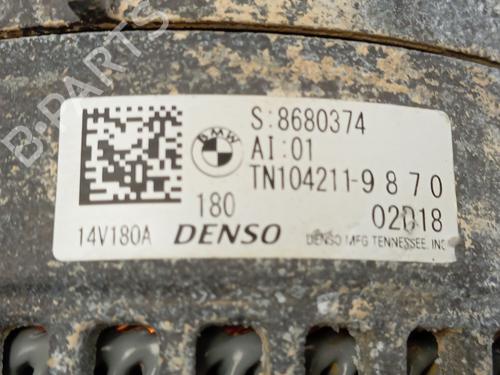 B-PARTS
BMW
S:8680374
AI:01
TN104211-9870
180
02D18
14V180A
DENSO
DENSO MFG TENNESSEE, INC